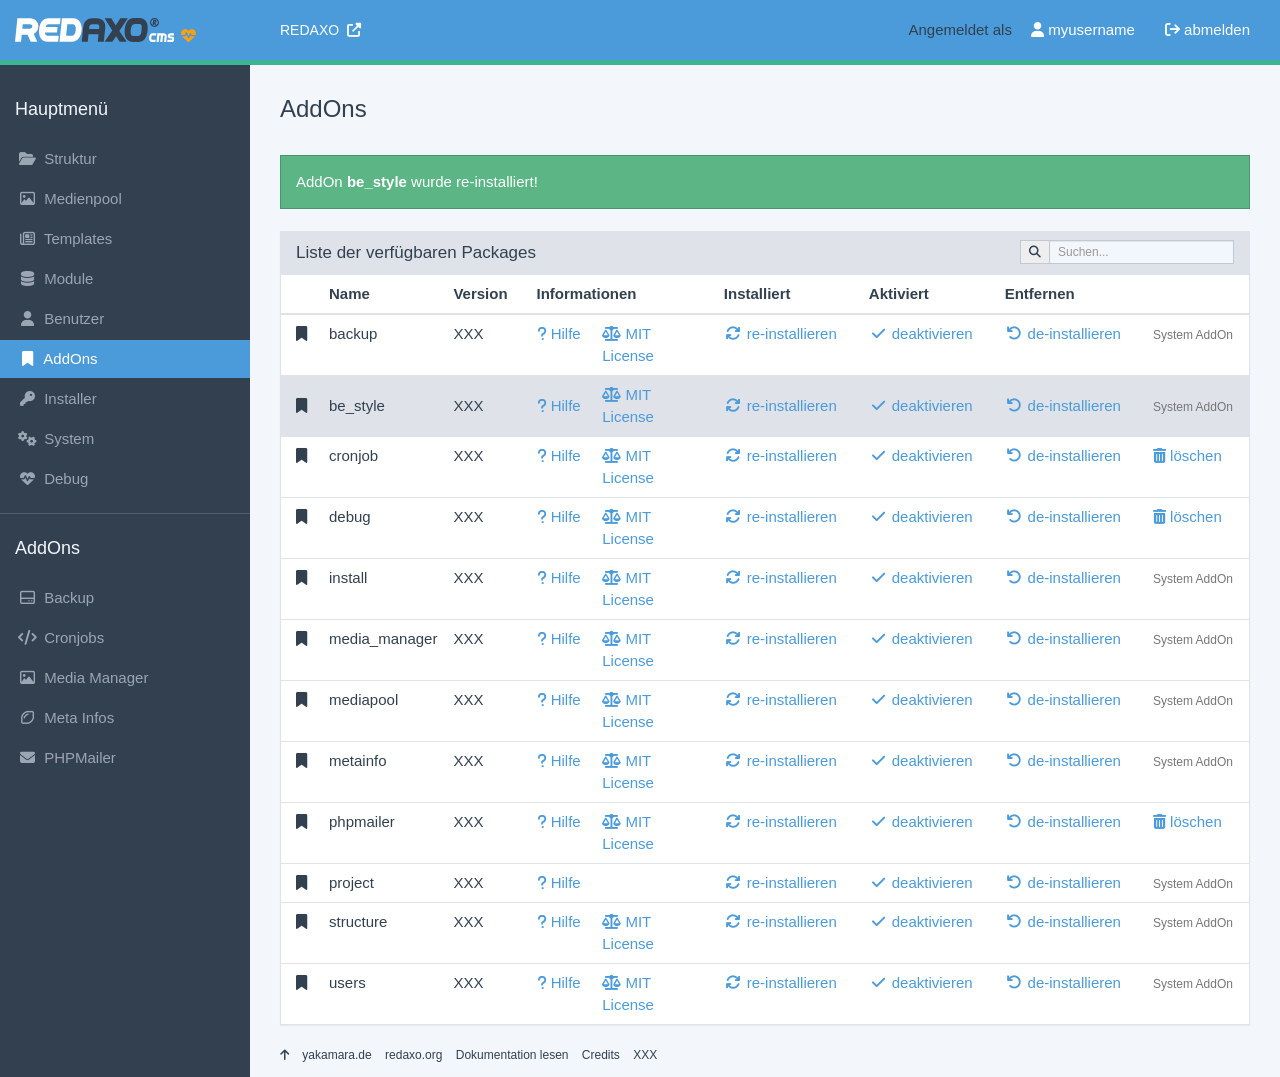 REDAXO® cms
REDAXO
Angemeldet als myusername abmelden
Hauptmenü
Struktur
Medienpool
Templates
Module
Benutzer
AddOns
Installer
System
Debug
AddOns
Backup
Cronjobs
Media Manager
Meta Infos
PHPMailer
AddOns
AddOn be_style wurde re-installiert!
Liste der verfügbaren Packages
Suchen...
Name Version Informationen Installiert Aktiviert Entfernen
backup XXX Hilfe MIT re-installieren deaktivieren de-installieren System AddOn
License
be_style XXX Hilfe MIT re-installieren deaktivieren de-installieren System AddOn
License
cronjob XXX Hilfe MIT re-installieren deaktivieren de-installieren löschen
License
debug XXX Hilfe MIT re-installieren deaktivieren de-installieren löschen
License
install XXX Hilfe MIT re-installieren deaktivieren de-installieren System AddOn
License
media_manager XXX Hilfe MIT re-installieren deaktivieren de-installieren System AddOn
License
mediapool XXX Hilfe MIT re-installieren deaktivieren de-installieren System AddOn
License
metainfo XXX Hilfe MIT re-installieren deaktivieren de-installieren System AddOn
License
phpmailer XXX Hilfe MIT re-installieren deaktivieren de-installieren löschen
License
project XXX Hilfe re-installieren deaktivieren de-installieren System AddOn
structure XXX Hilfe MIT re-installieren deaktivieren de-installieren System AddOn
License
users XXX Hilfe MIT re-installieren deaktivieren de-installieren System AddOn
License
yakamara.de redaxo.org Dokumentation lesen Credits XXX